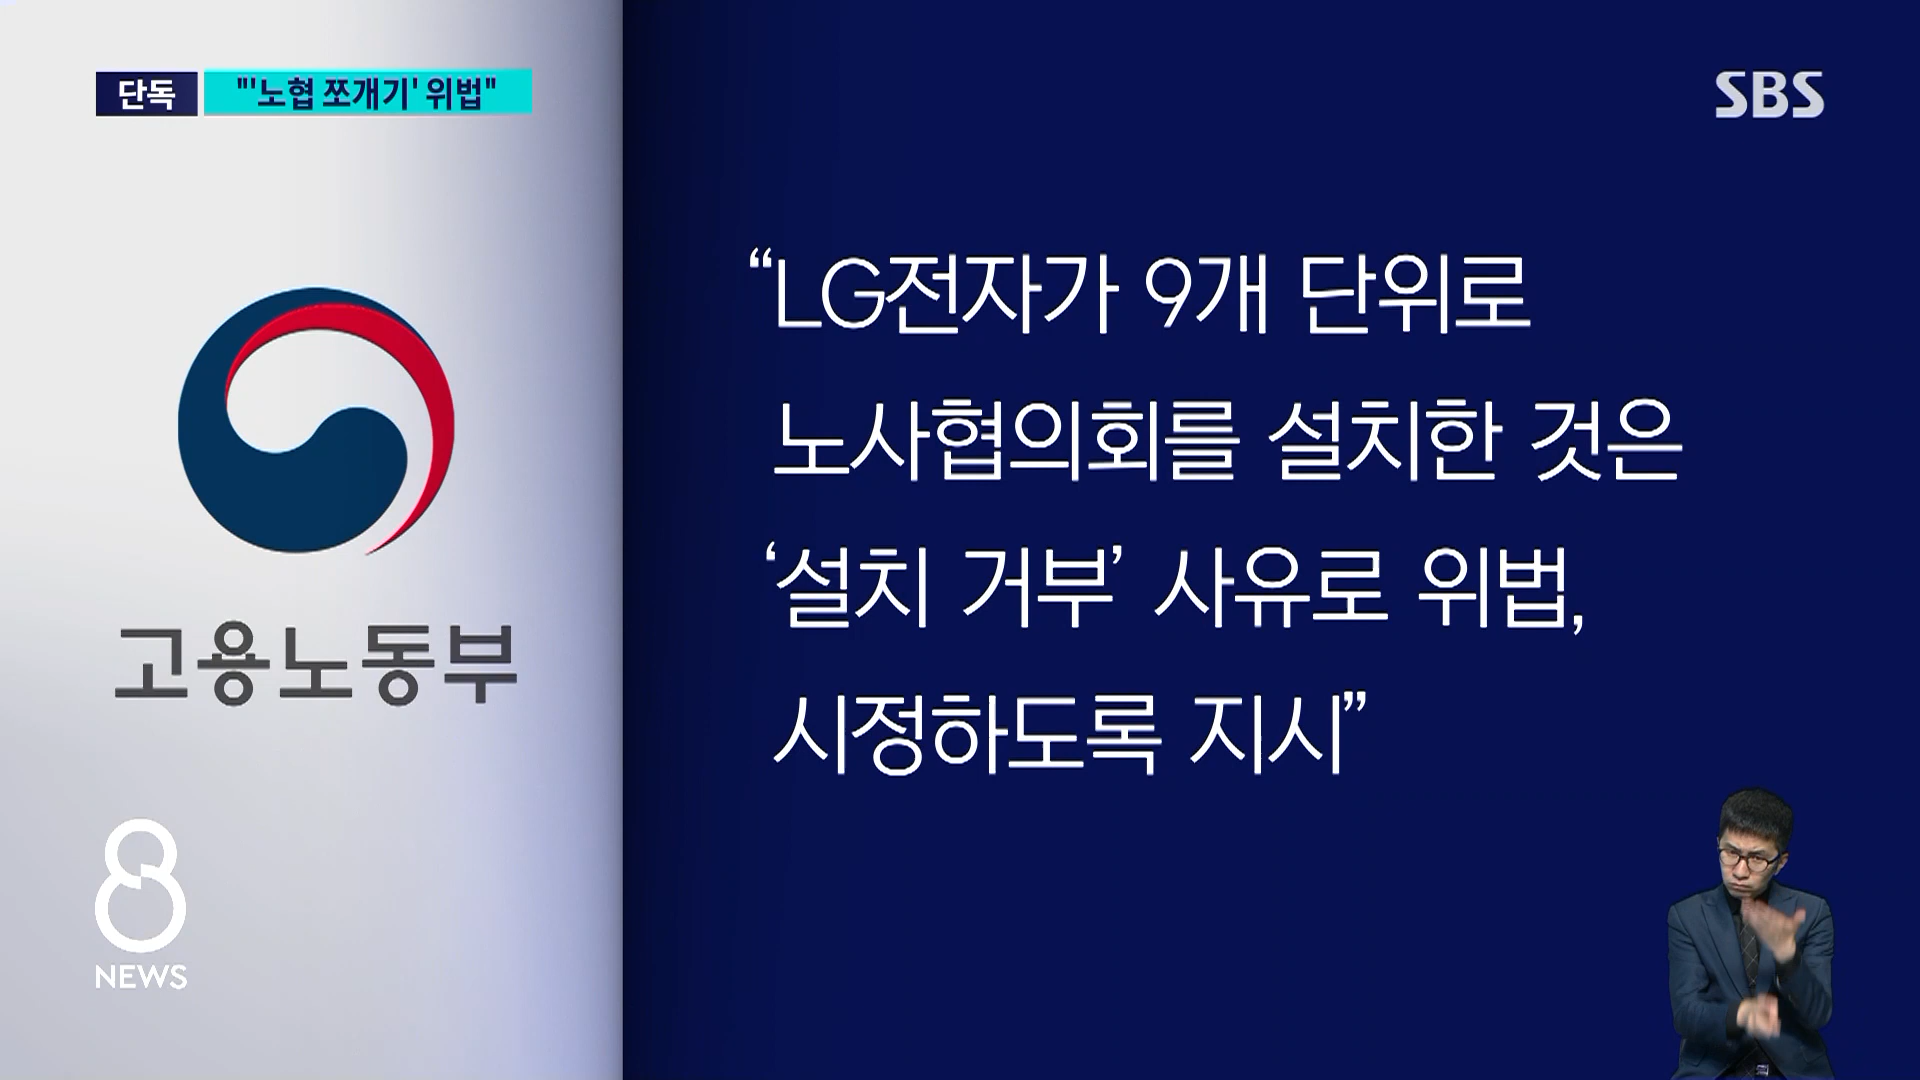 단독 "'노협 쪼개기' 위법"
SBS
“LG전자가 9개 단위로
노사협의회를 설치한 것은
‘설치 거부’ 사유로 위법,
시정하도록 지시”
고용노동부
8
NEWS